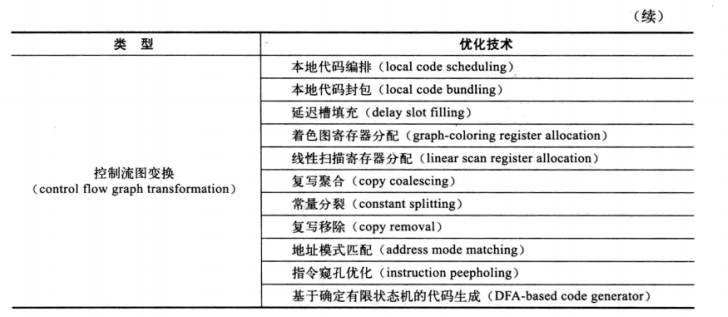 （续）
类 型 优化技术
本地代码编排（local code scheduling）
本地代码封包（local code bundling）
延迟槽填充（delay slot filling）
着色图寄存器分配（graph-coloring register allocation）
线性扫描寄存器分配（linear scan register allocation）
控制流图变换
（control flow graph transformation）
复写聚合（copy coalescing）
常量分裂（constant splitting）
复写移除（copy removal）
地址模式匹配（address mode matching）
指令窥孔优化（instruction peepholing）
基于确定有限状态机的代码生成（DFA-based code generator）